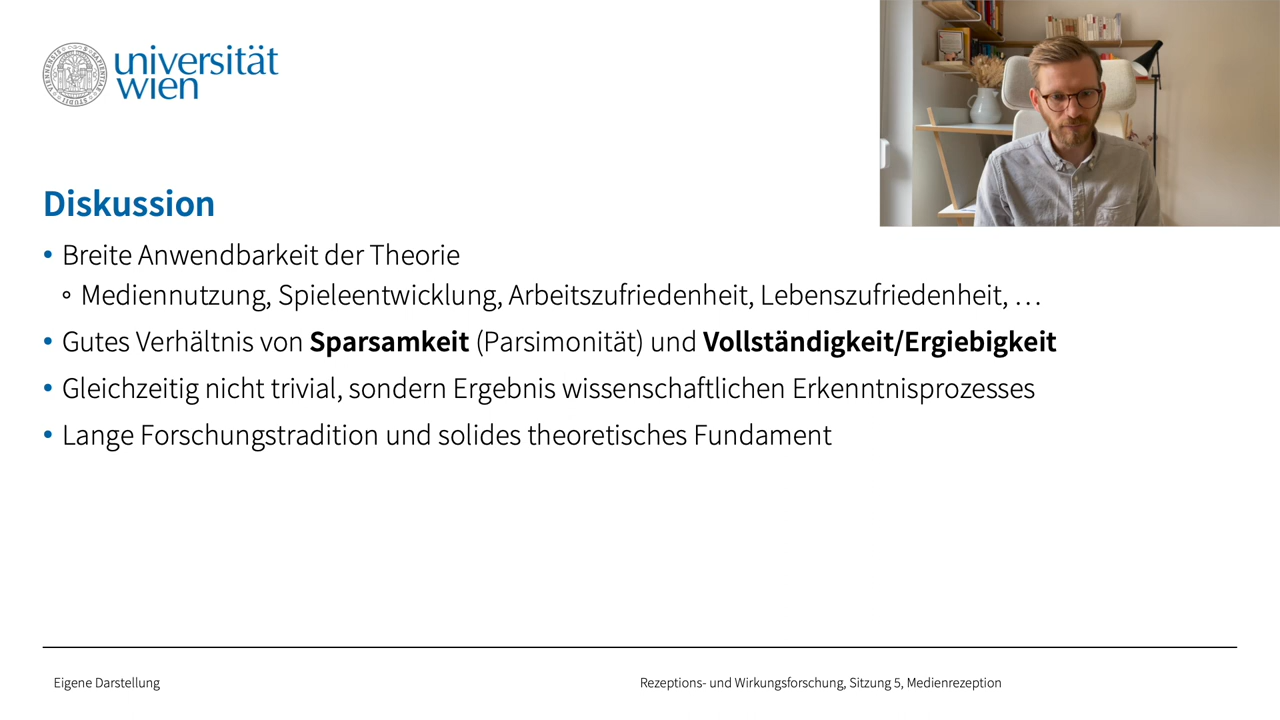 universität
wien
Diskussion
• Breite Anwendbarkeit der Theorie
◦ Mediennutzung, Spieleentwicklung, Arbeitszufriedenheit, Lebenszufriedenheit, …
• Gutes Verhältnis von Sparsamkeit (Parsimonität) und Vollständigkeit/Ergiebigkeit
• Gleichzeitig nicht trivial, sondern Ergebnis wissenschaftlichen Erkenntnisprozesses
• Lange Forschungstradition und solides theoretisches Fundament
Eigene Darstellung
Rezeptions- und Wirkungsforschung, Sitzung 5, Medienrezeption